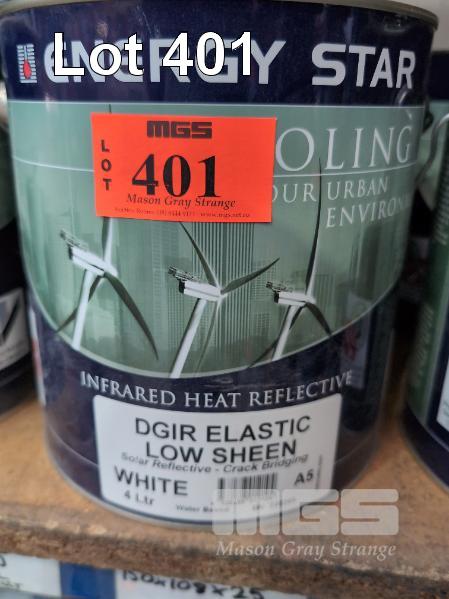 Lot 401
ENERGY STAR
MGS
LOT
401
Mason Gray Strange
OLING
OUR URBAN
ENVIRON
INFRARED HEAT REFLECTIVE
DGIR ELASTIC
LOW SHEEN
Solar Reflective - Crack Bridging
WHITE
A5
4 Ltr
Water Based
MGS
Mason Gray Strange
150x108x25